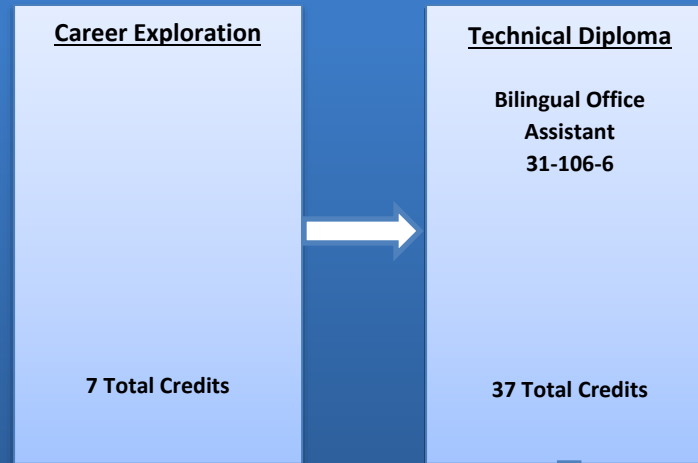 Career Exploration
7 Total Credits
Technical Diploma
Bilingual Office
Assistant
31-106-6
37 Total Credits